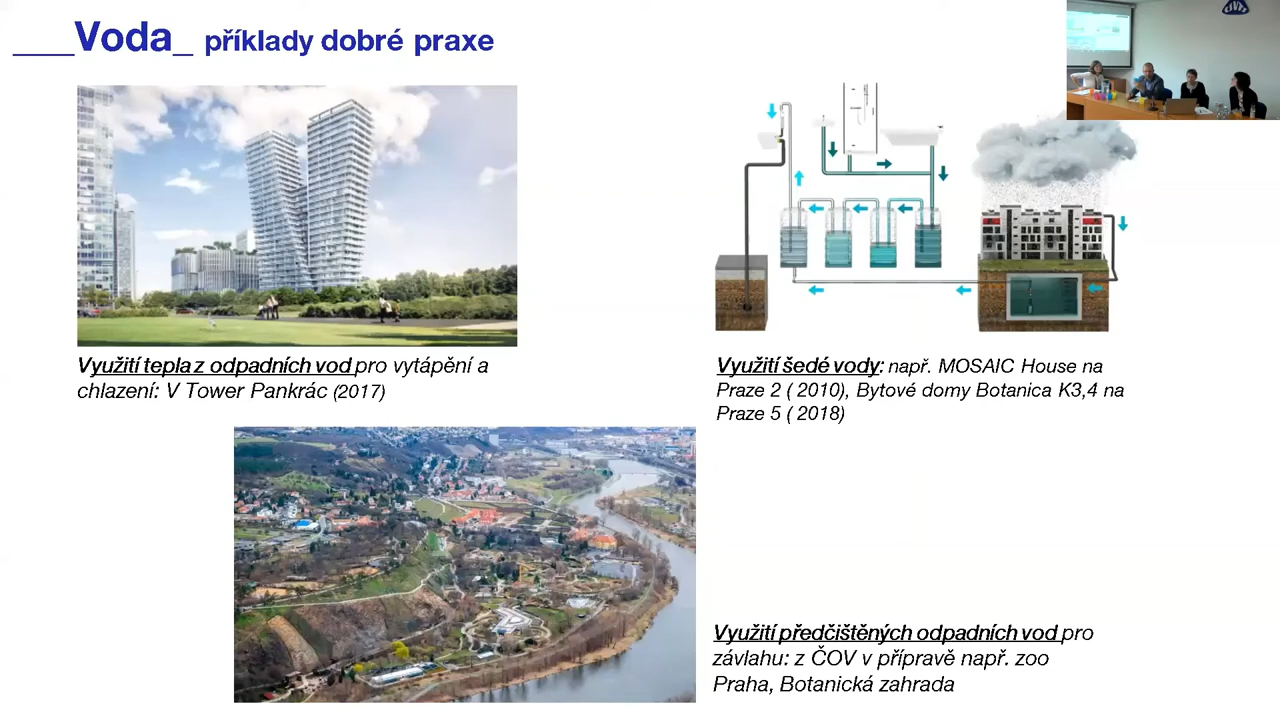 ___Voda_ příklady dobré praxe
Využití tepla z odpadních vod pro vytápění a
chlazení: V Tower Pankrác (2017)
Využití šedé vody: např. MOSAIC House na
Praze 2 ( 2010), Bytové domy Botanica K3,4 na
Praze 5 ( 2018)
Využití předčištěných odpadních vod pro
závlahu: z ČOV v přípravě např. zoo
Praha, Botanická zahrada